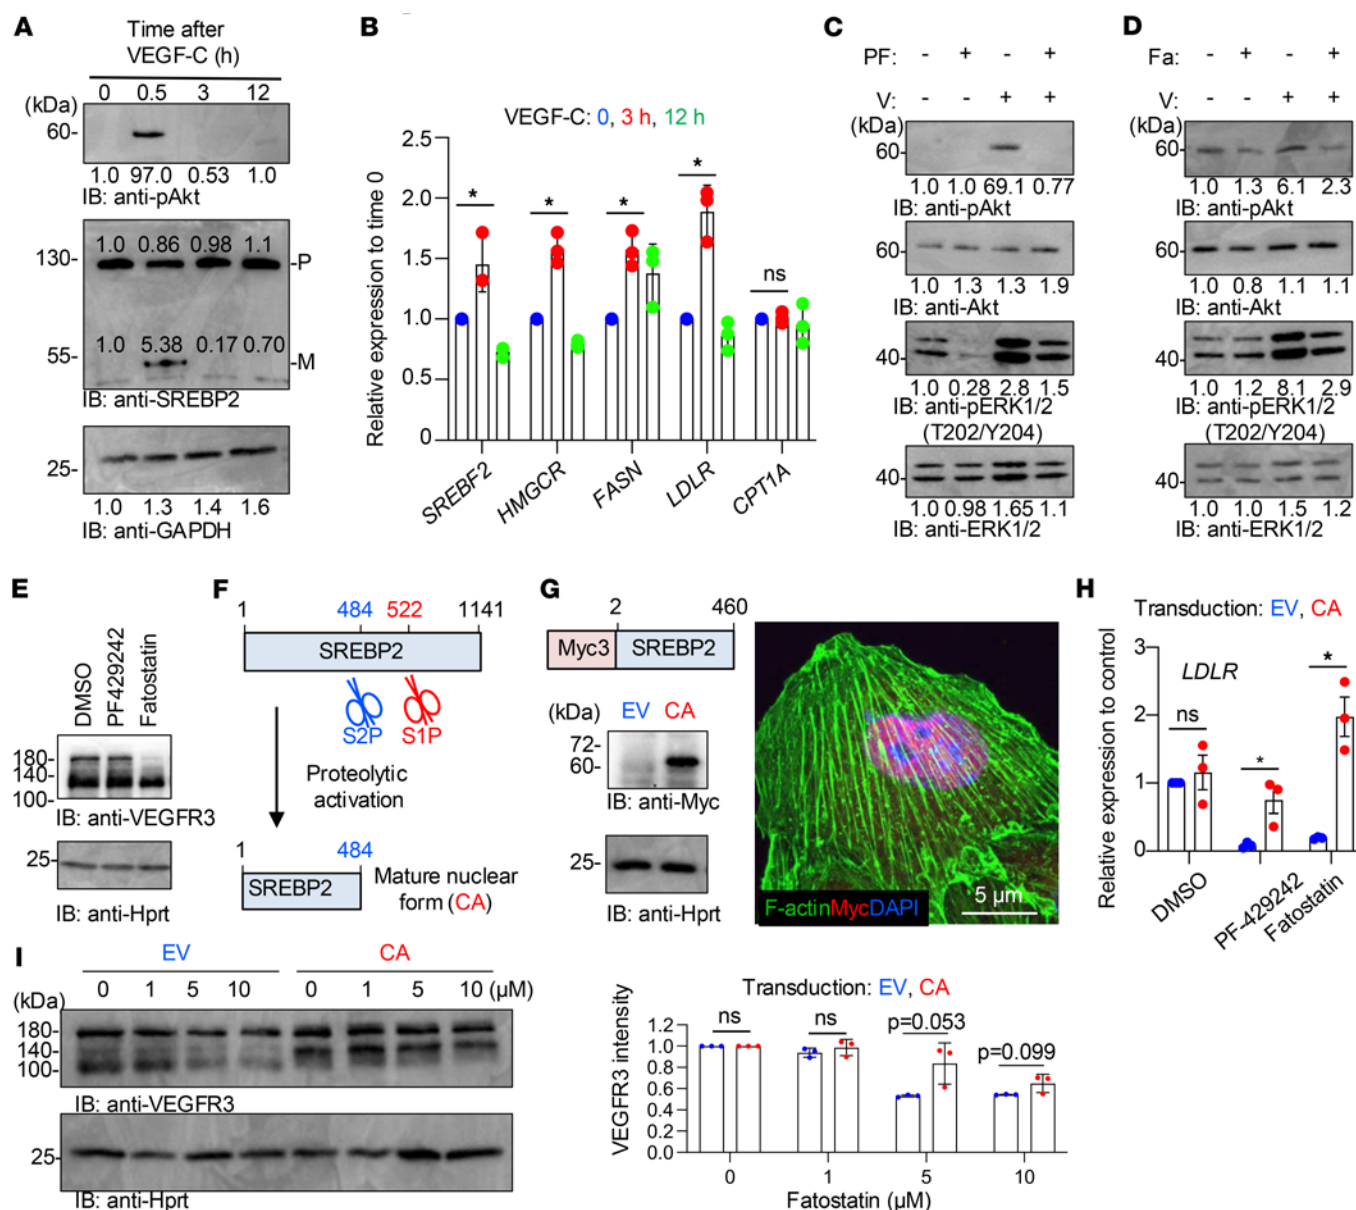 A
Time after
VEGF-C (h)
0 0.5 3 12
(kDa)
60-
1.0 97.0 0.53 1.0
IB: anti-pAkt
1.0 0.86 0.98 1.1
130- -P
1.0 5.38 0.17 0.70
55- -M
IB: anti-SREBP2
25-
1.0 1.3 1.4 1.6
IB: anti-GAPDH
B
VEGF-C: 0, 3 h, 12 h
Relative expression to time 0
2.5
2.0
1.5
1.0
0.5
0
* * * * ns
SREBF2 HMGCR FASN LDLR CPT1A
C
PF: - + - +
V: - - + +
(kDa)
60-
1.0 1.0 69.1 0.77
IB: anti-pAkt
60-
1.0 1.3 1.3 1.9
IB: anti-Akt
40-
1.0 0.28 2.8 1.5
IB: anti-pERK1/2
(T202/Y204)
40-
1.0 0.98 1.65 1.1
IB: anti-ERK1/2
D
Fa: - + - +
V: - - + +
(kDa)
60-
1.0 1.3 6.1 2.3
IB: anti-pAkt
60-
1.0 0.8 1.1 1.1
IB: anti-Akt
40-
1.0 1.2 8.1 2.9
IB: anti-pERK1/2
(T202/Y204)
40-
1.0 1.0 1.5 1.2
IB: anti-ERK1/2
E
DMSO PF429242 Fatostatin
180-
140-
100-
IB: anti-VEGFR3
25-
IB: anti-Hprt
F
1 484 522 1141
SREBP2
S2P S1P
Proteolytic
activation
1 484
SREBP2
Mature nuclear
form (CA)
G
2 460
Myc3 SREBP2
(kDa) EV CA
72-
60-
IB: anti-Myc
25-
IB: anti-Hprt
F-actinMycDAPI
5 µm
H
Transduction: EV, CA
Relative expression to control
3
2
1
0
LDLR
ns * *
DMSO PF-429242 Fatostatin
I
EV CA
0 1 5 10 0 1 5 10 (µM)
(kDa)
180-
140-
100-
IB: anti-VEGFR3
25-
IB: anti-Hprt
Transduction: EV, CA
VEGFR3 intensity
1.2
1.0
0.8
0.6
0.4
0.2
0.0
ns ns p=0.053 p=0.099
0 1 5 10
Fatostatin (µM)